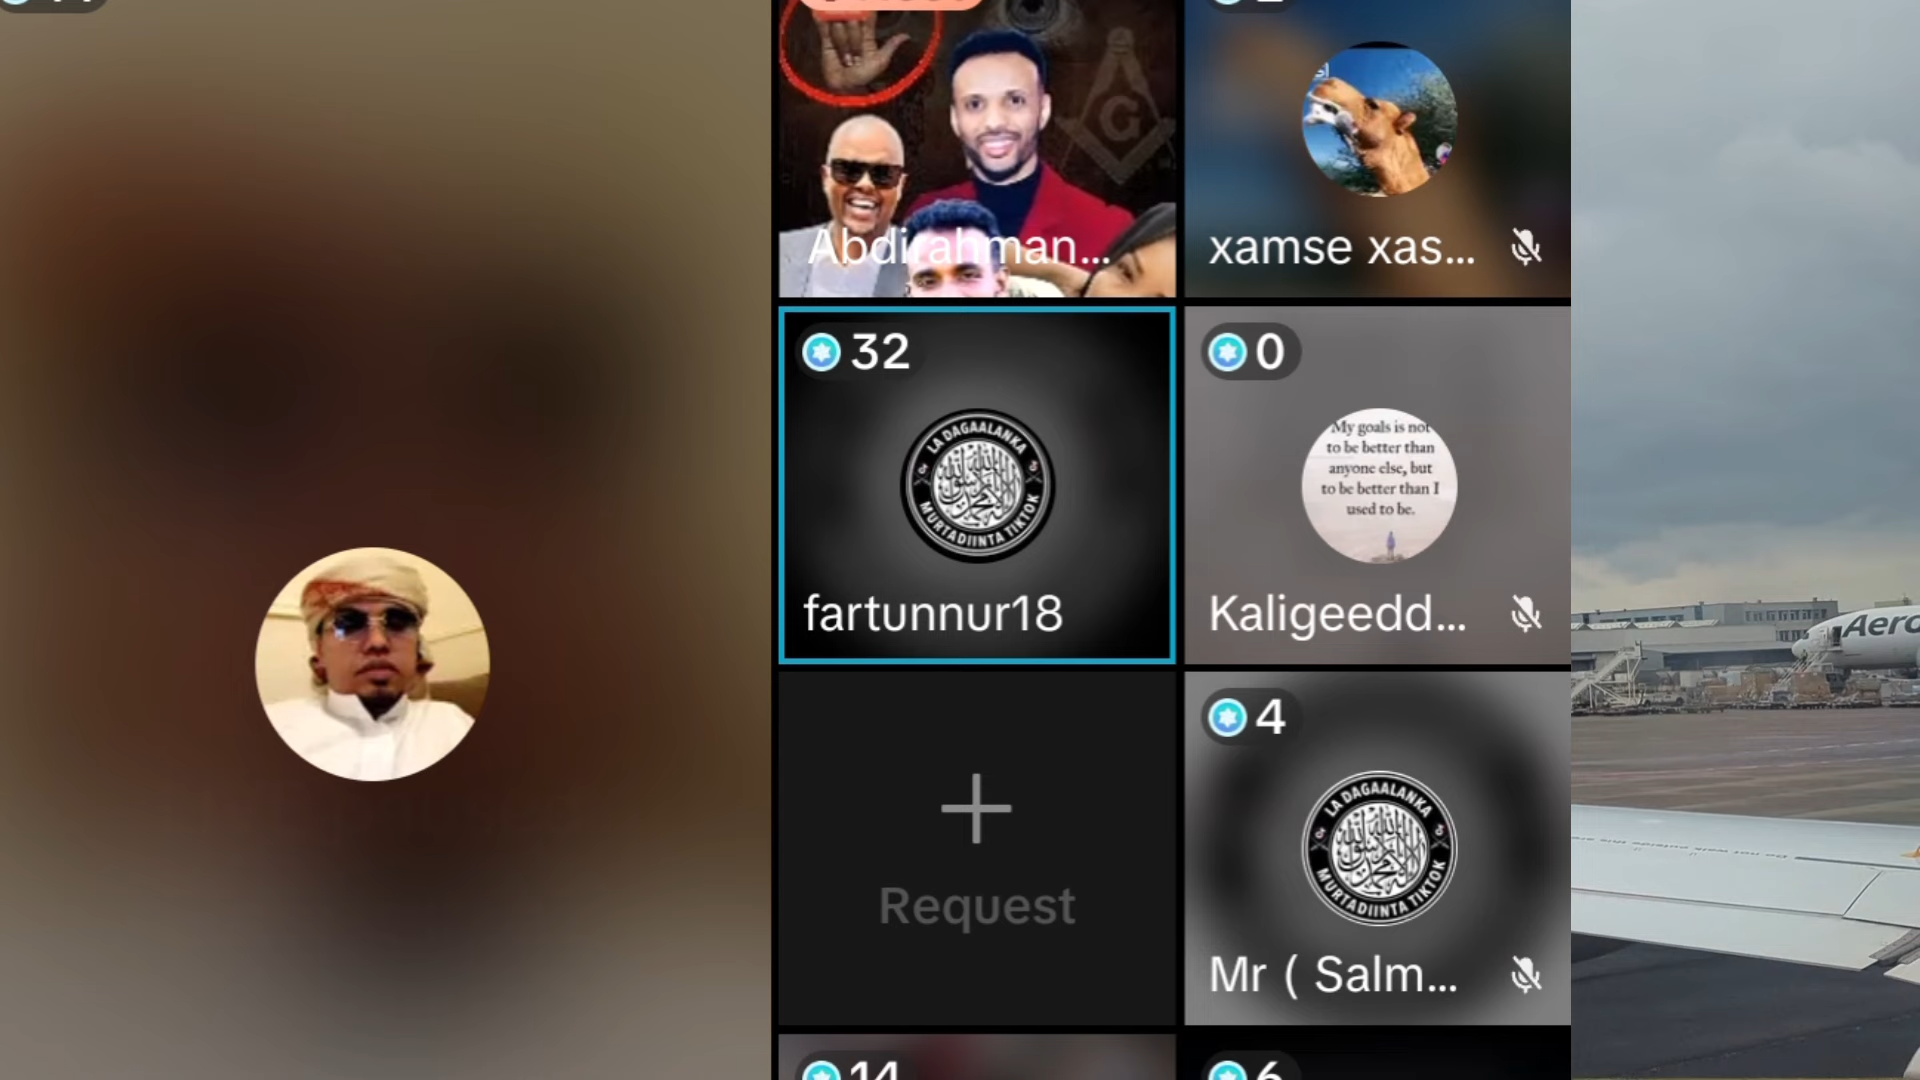 G
Abdirahman...
xamse xas...
32
LA DAGAALANKA
MURTADIINTA TIKTOK
fartunnur18
0
My goals is not
to be better than
anyone else, but
to be better than I
used to be.
Kaligeedd...
Request
4
LA DAGAALANKA
MURTADIINTA TIKTOK
Mr ( Salm...
14
6
Aero